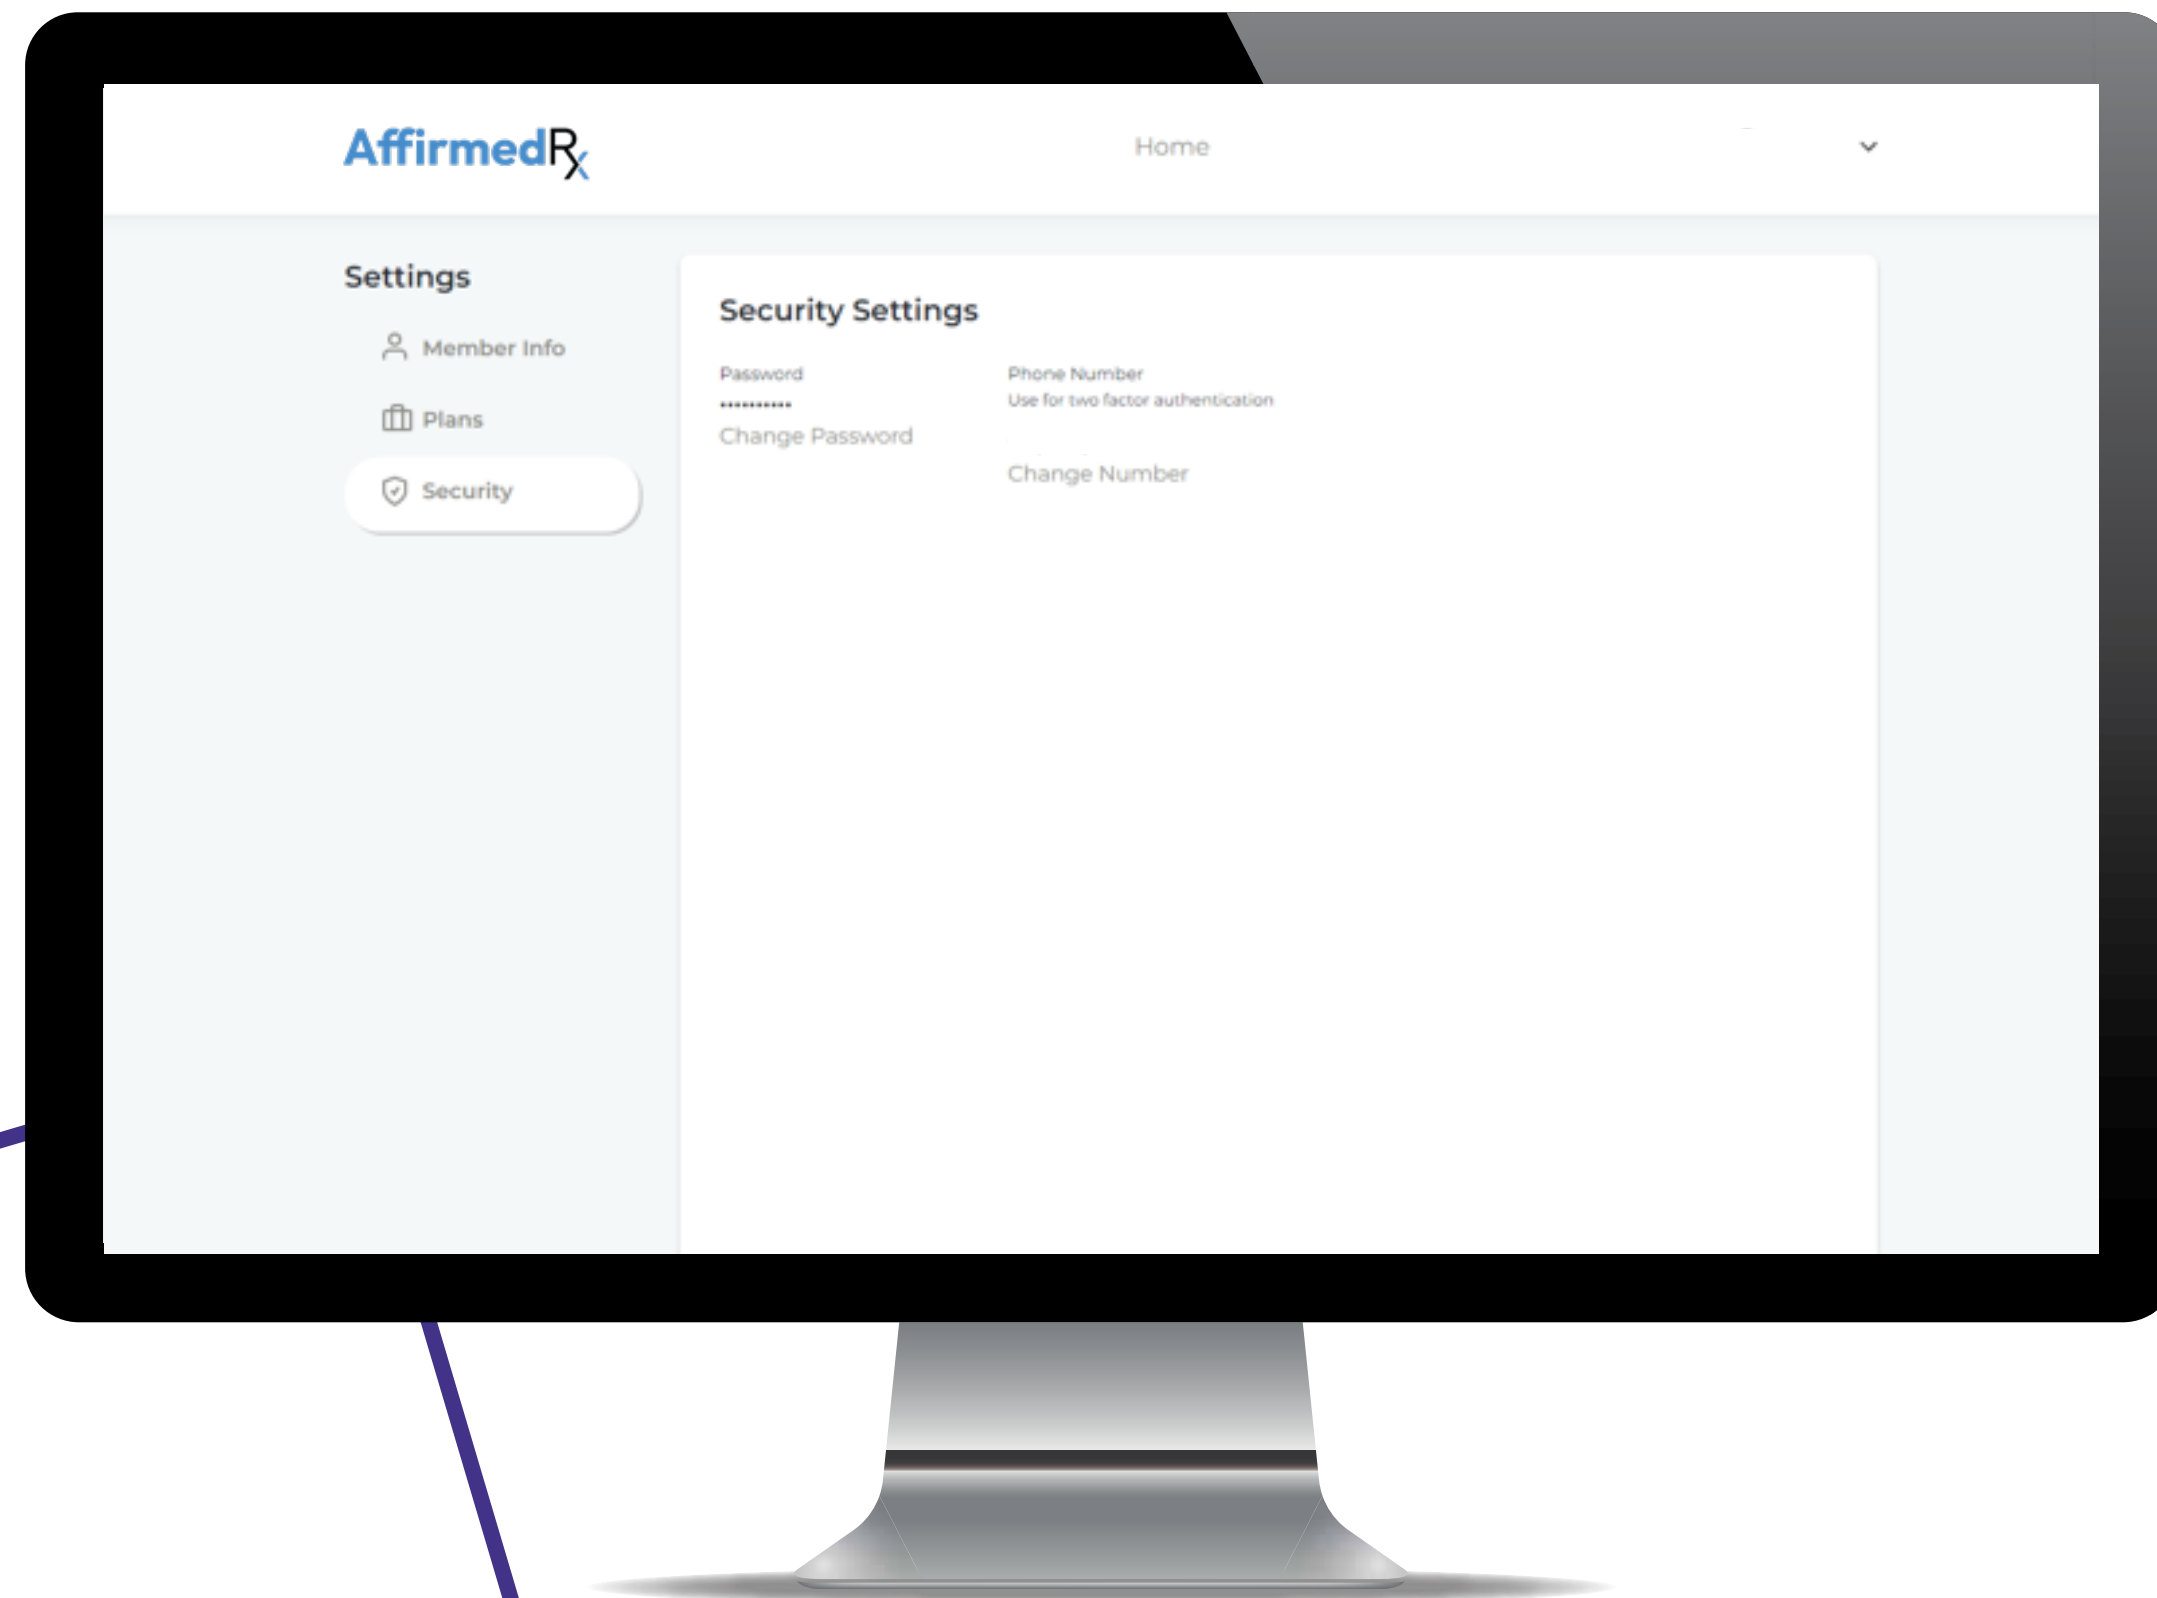 AffirmedRx
Home
Settings
Member Info
Plans
Security
Security Settings
Password
••••••••••
Change Password
Phone Number
Use for two factor authentication
Change Number